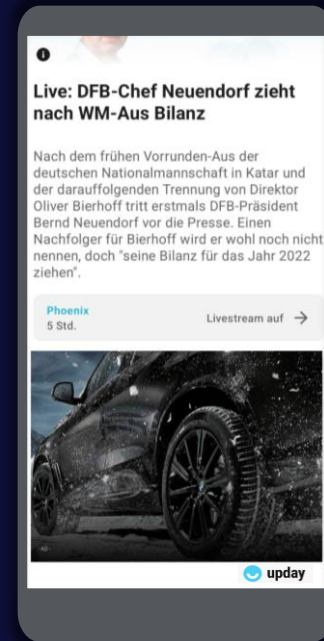 Live: DFB-Chef Neuendorf zieht
nach WM-Aus Bilanz
Nach dem frühen Vorrunden-Aus der
deutschen Nationalmannschaft in Katar und
der darauffolgenden Trennung von Direktor
Oliver Bierhoff tritt erstmals DFB-Präsident
Bernd Neuendorf vor die Presse. Einen
Nachfolger für Bierhoff wird er wohl noch nicht
nennen, doch "seine Bilanz für das Jahr 2022
ziehen".
Phoenix
5 Std.
Livestream auf
AD
upday